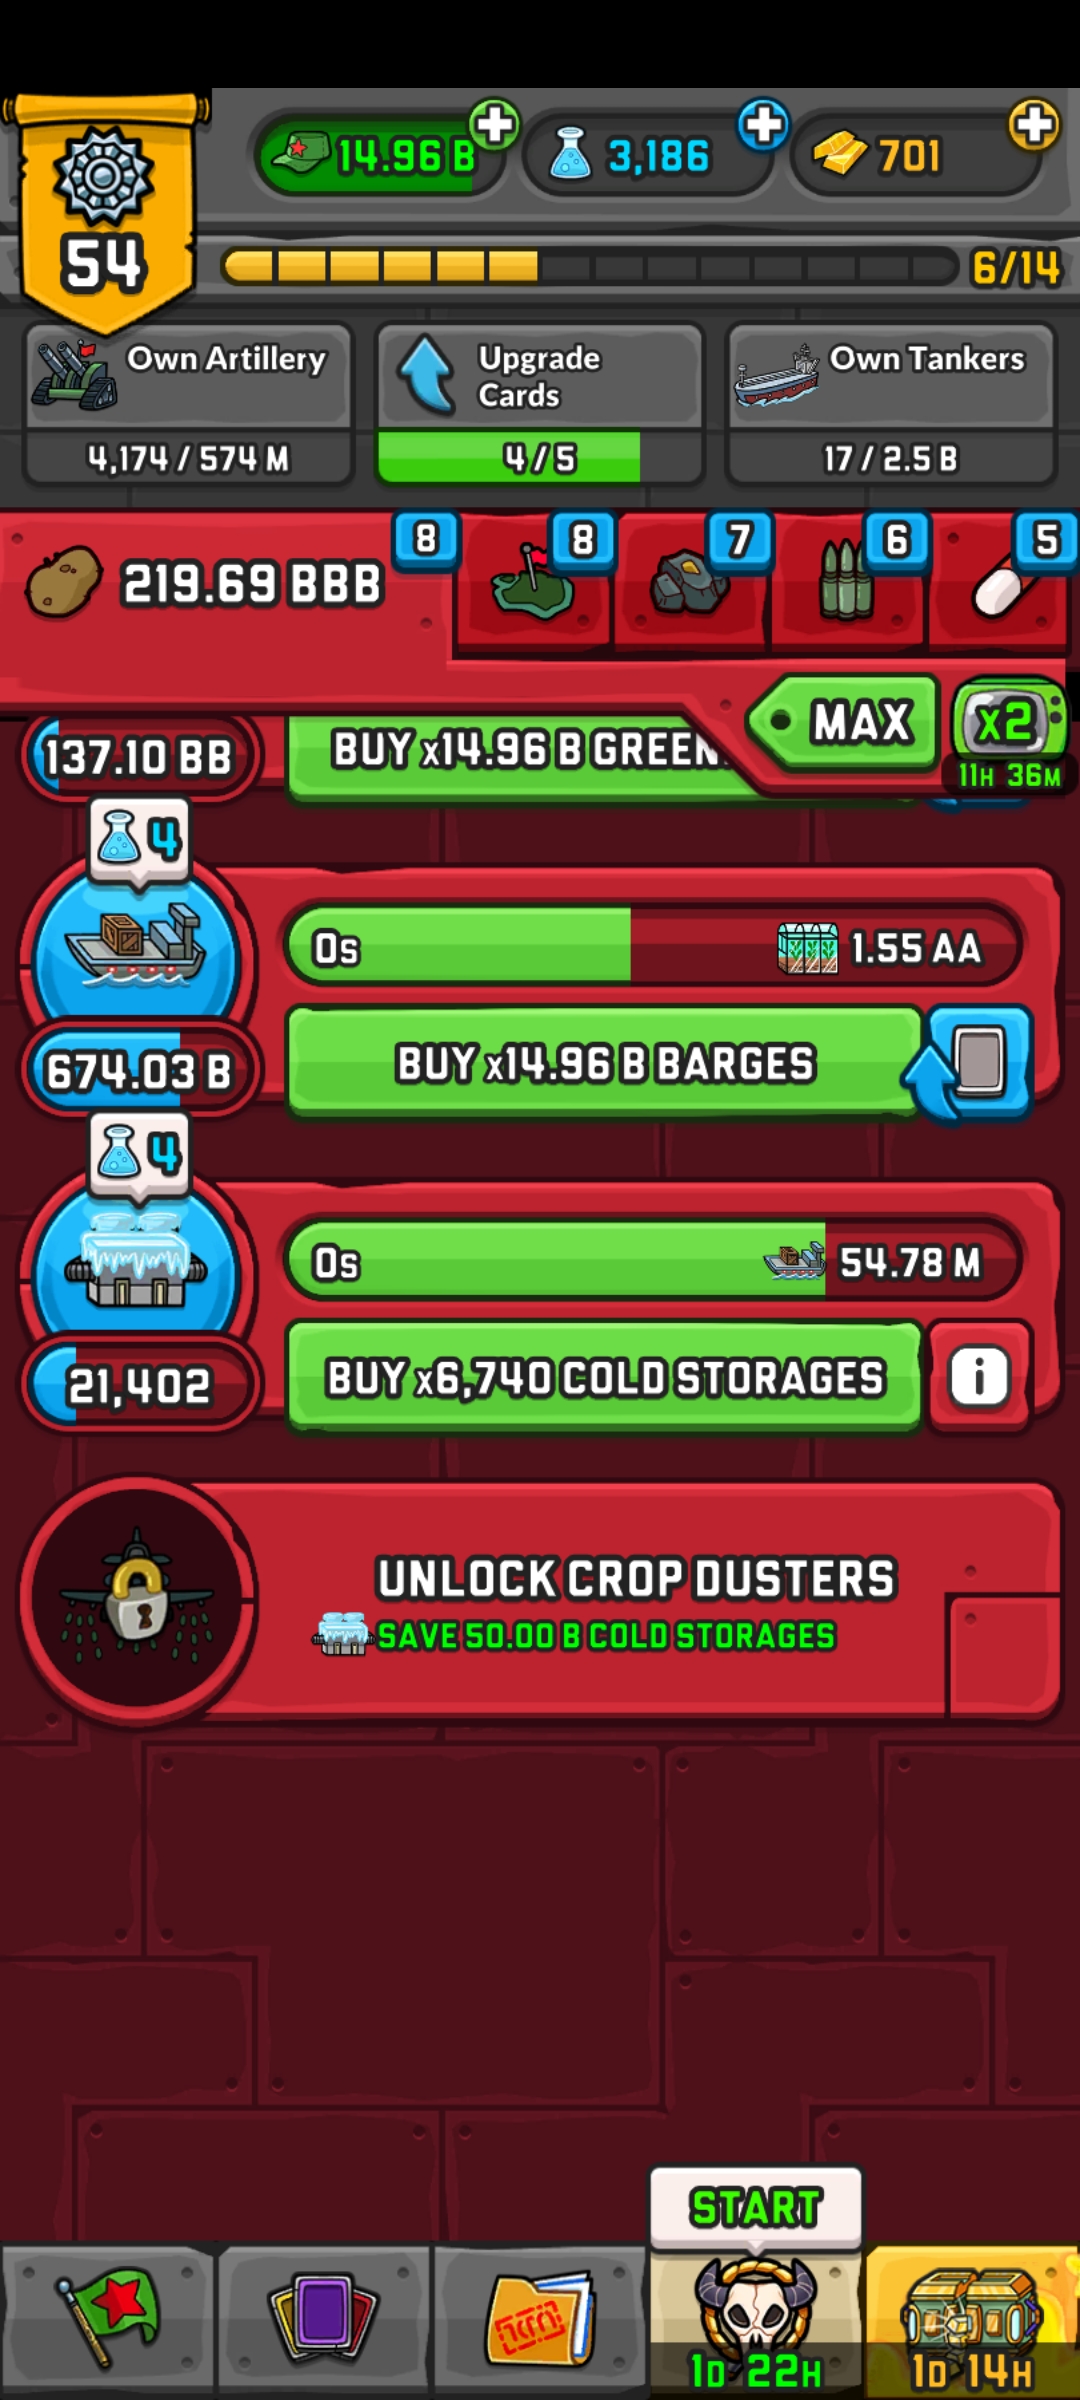 14.96 B
3,186
701
54
6/14
Own Artillery
4,174 / 574 M
Upgrade
Cards
4 / 5
Own Tankers
17 / 2.5 B
219.69 BBB
8
8
7
6
5
MAX
x2
11H 36M
137.10 BB
BUY x14.96 B GREEN
4
0s
1.55 AA
674.03 B
BUY x14.96 B BARGES
4
0s
54.78 M
21,402
BUY x6,740 COLD STORAGES
i
UNLOCK CROP DUSTERS
SAVE 50.00 B COLD STORAGES
START
1D 22H
1D 14H